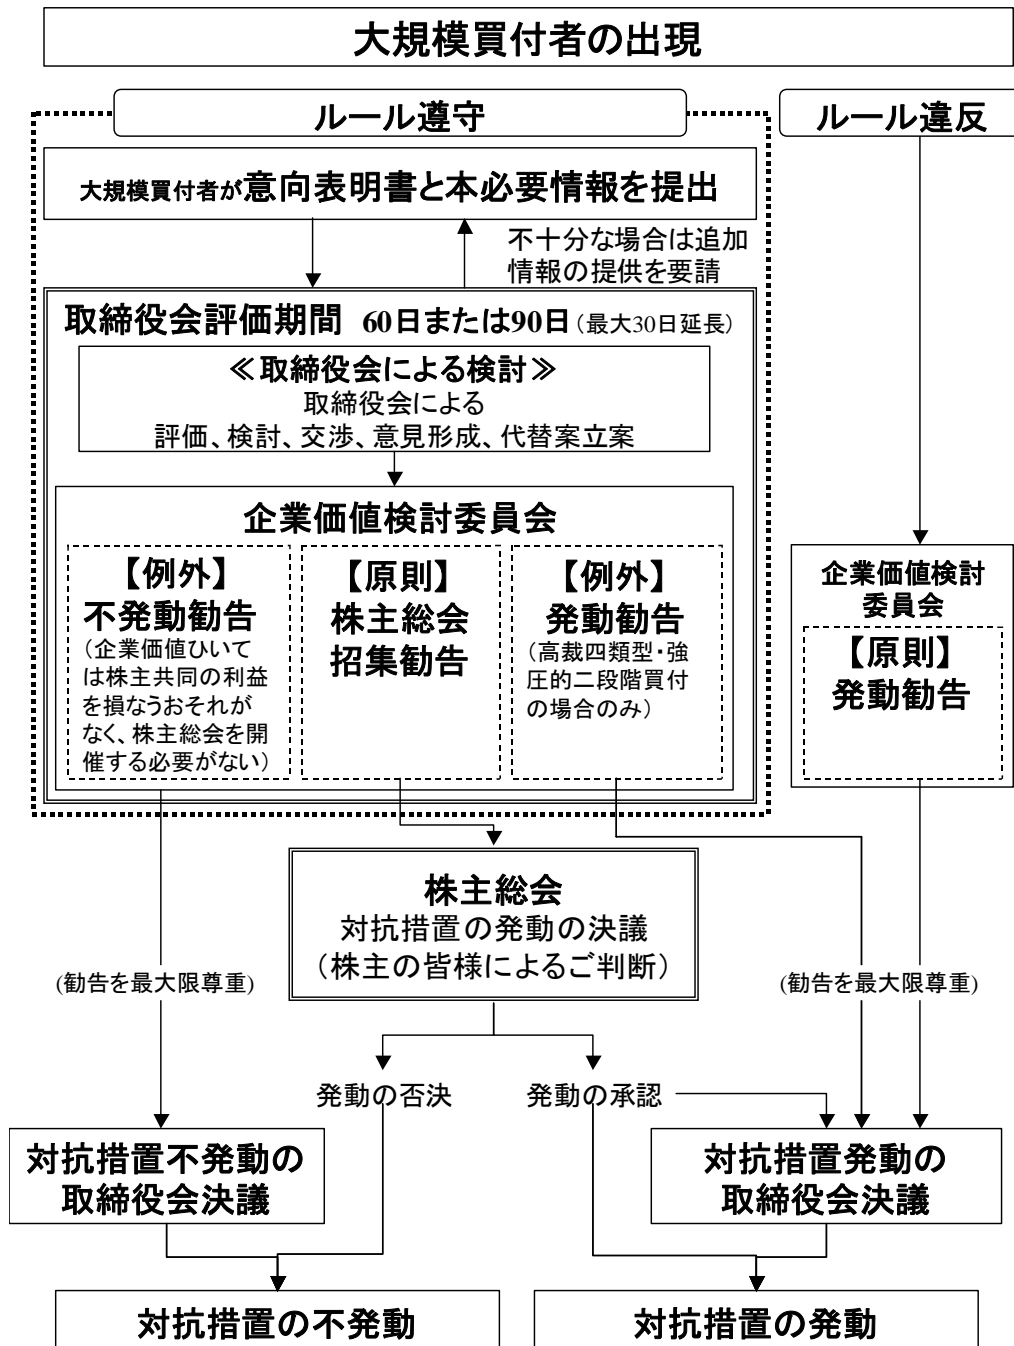 大規模買付者の出現
ルール遵守
ルール違反
大規模買付者が意向表明書と本必要情報を提出
不十分な場合は追加
情報の提供を要請
取締役会評価期間 60日または90日（最大30日延長）
≪取締役会による検討≫
取締役会による
評価、検討、交渉、意見形成、代替案立案
企業価値検討委員会
【例外】
不発動勧告
（企業価値ひいて
は株主共同の利益
を損なうおそれが
なく、株主総会を開
催する必要がない）
【原則】
株主総会
招集勧告
【例外】
発動勧告
（高裁四類型・強
圧的二段階買付
の場合のみ）
企業価値検討
委員会
【原則】
発動勧告
株主総会
対抗措置の発動の決議
（株主の皆様によるご判断）
(勧告を最大限尊重)
(勧告を最大限尊重)
発動の否決
発動の承認
対抗措置不発動の
取締役会決議
対抗措置発動の
取締役会決議
対抗措置の不発動
対抗措置の発動